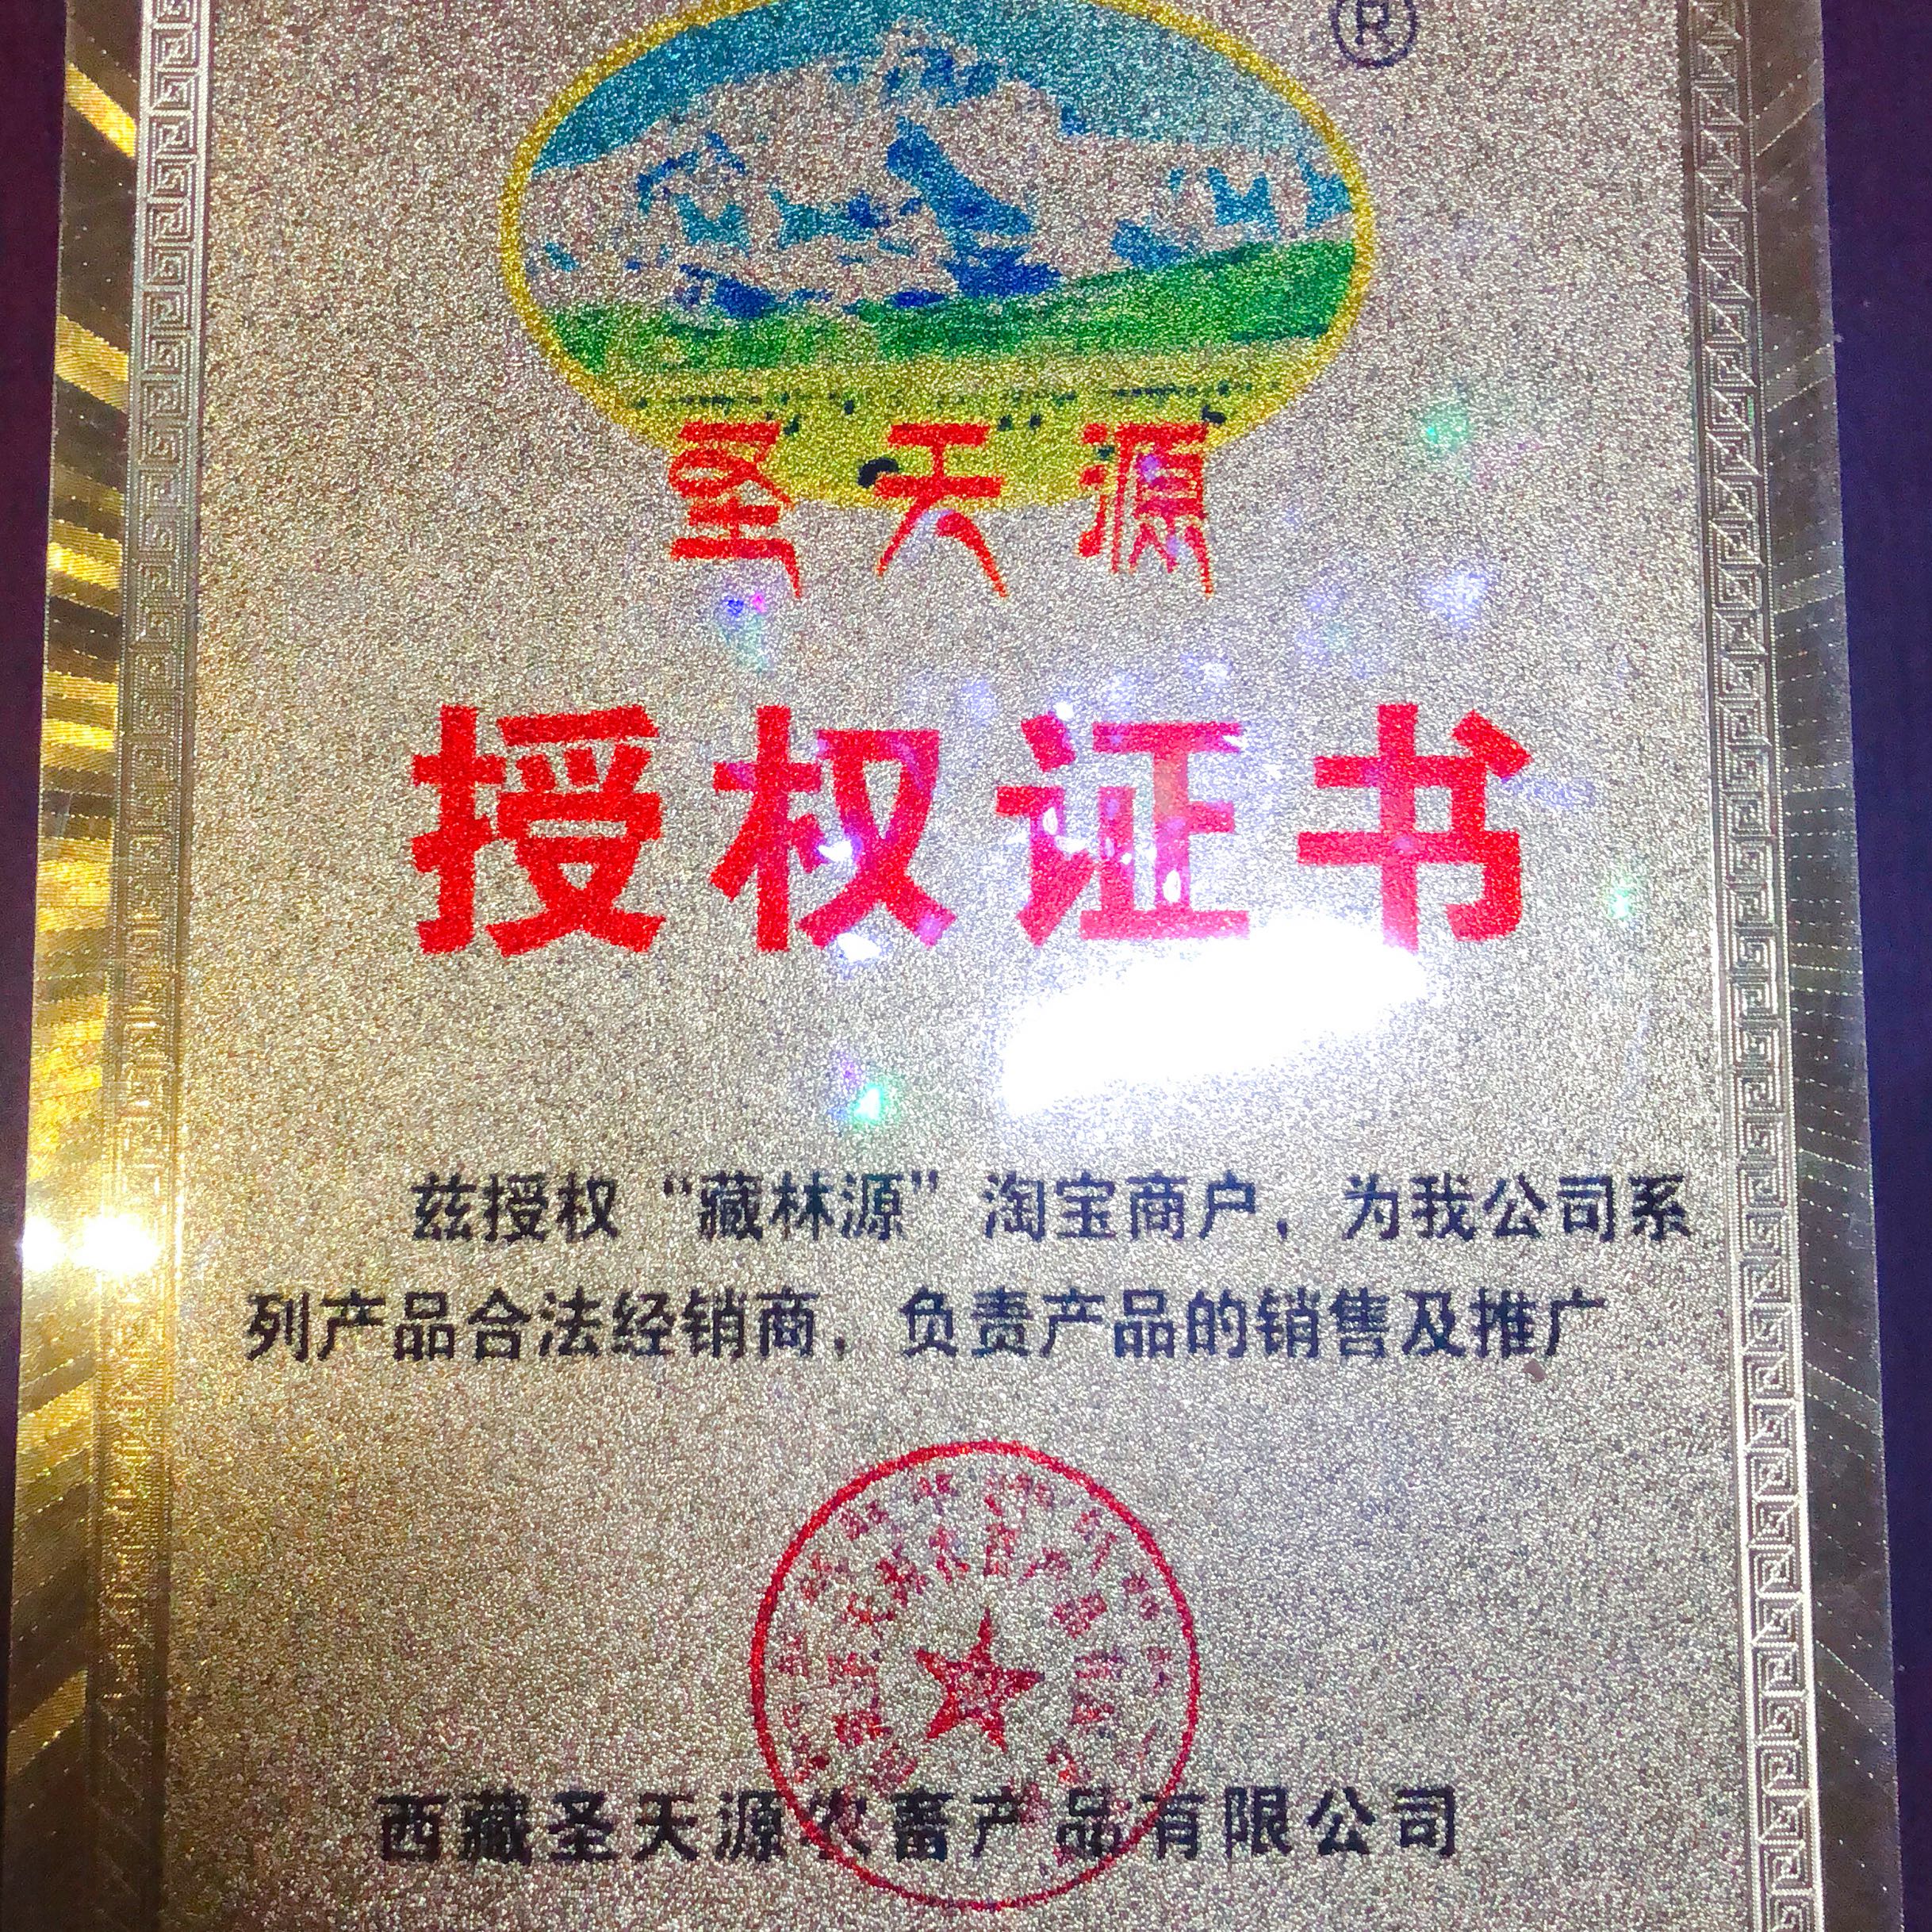 ®
圣天源
授权证书
兹授权“藏林源”淘宝商户，为我公司系
列产品合法经销商，负责产品的销售及推广
西藏圣天源农畜产品有限公司